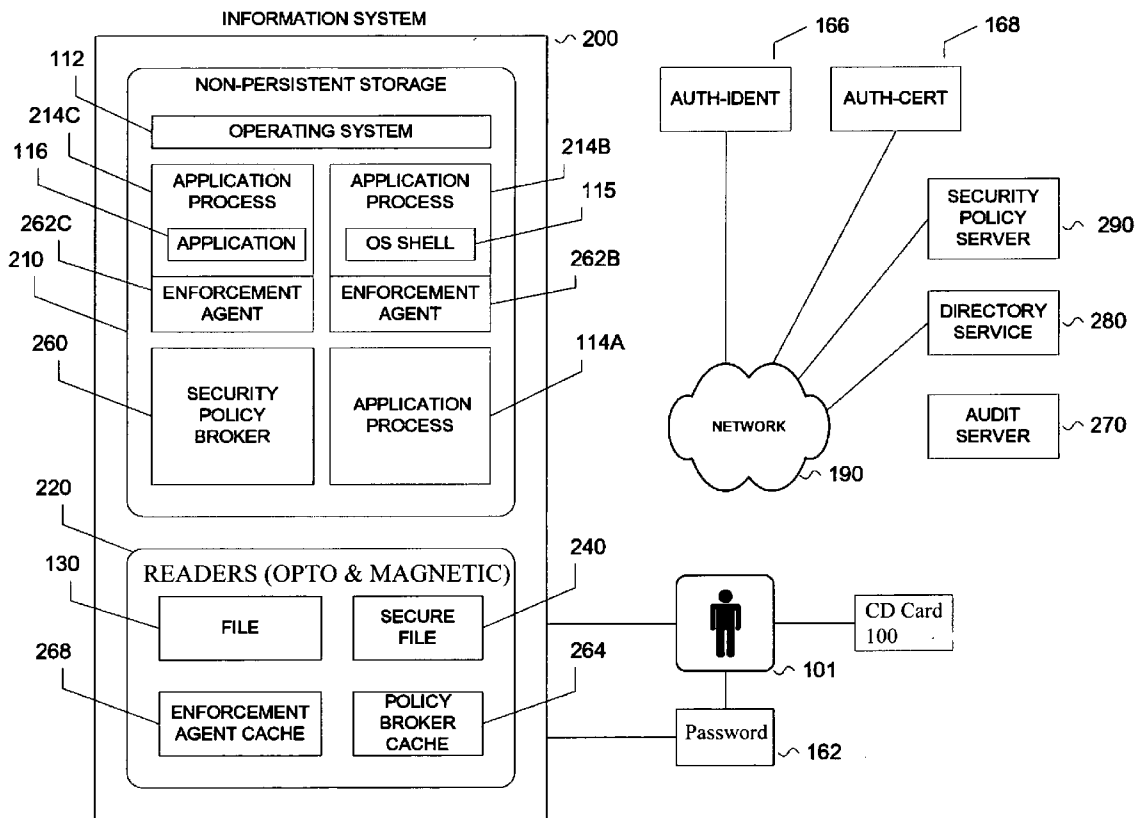 INFORMATION SYSTEM
200
166
168
112
NON-PERSISTENT STORAGE
AUTH-IDENT
AUTH-CERT
214C
OPERATING SYSTEM
214B
116
APPLICATION
PROCESS
APPLICATION
PROCESS
115
262C
APPLICATION
OS SHELL
SECURITY
POLICY
SERVER
290
210
262B
ENFORCEMENT
AGENT
ENFORCEMENT
AGENT
DIRECTORY
SERVICE
280
260
114A
SECURITY
POLICY
BROKER
APPLICATION
PROCESS
NETWORK
190
AUDIT
SERVER
270
220
130
READERS (OPTO & MAGNETIC)
240
FILE
SECURE
FILE
CD Card
100
268
264
101
ENFORCEMENT
AGENT CACHE
POLICY
BROKER
CACHE
Password
162